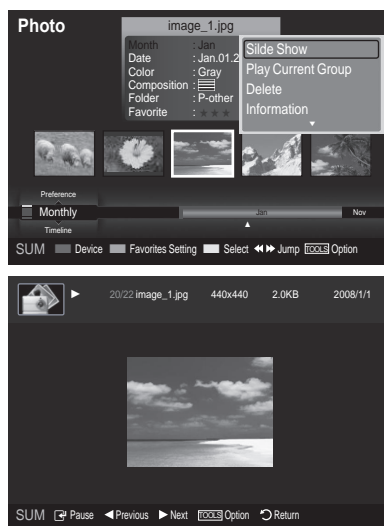 Photo
image_1.jpg
Month : Jan
Date : Jan.01.2
Color : Gray
Composition :
Folder : P-other
Favorite : ★ ★ ★
Silde Show
Play Current Group
Delete
Information
Preference
Monthly
Timeline
Jan
Nov
SUM Device Favorites Setting Select Jump TOOLS Option
20/22 image_1.jpg 440x440 2.0KB 2008/1/1
SUM Pause Previous Next TOOLS Option Return